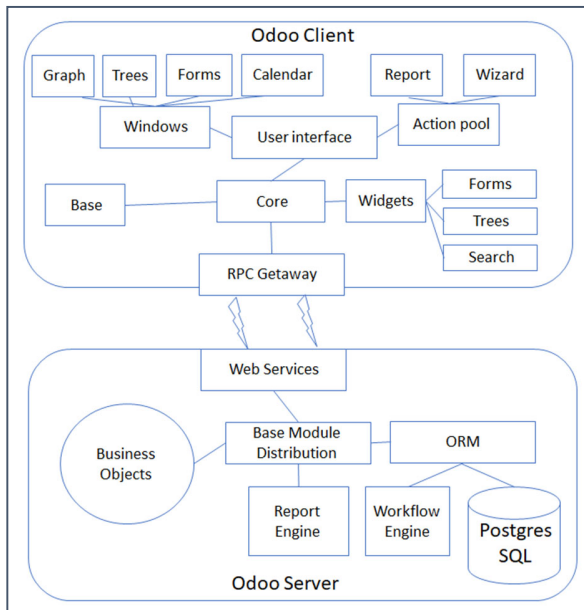 Odoo Client
Graph
Trees
Forms
Calendar
Report
Wizard
Windows
User interface
Action pool
Base
Core
Widgets
Forms
Trees
Search
RPC Getaway
Web Services
Business
Objects
Base Module
Distribution
ORM
Report
Engine
Workflow
Engine
Postgres
SQL
Odoo Server